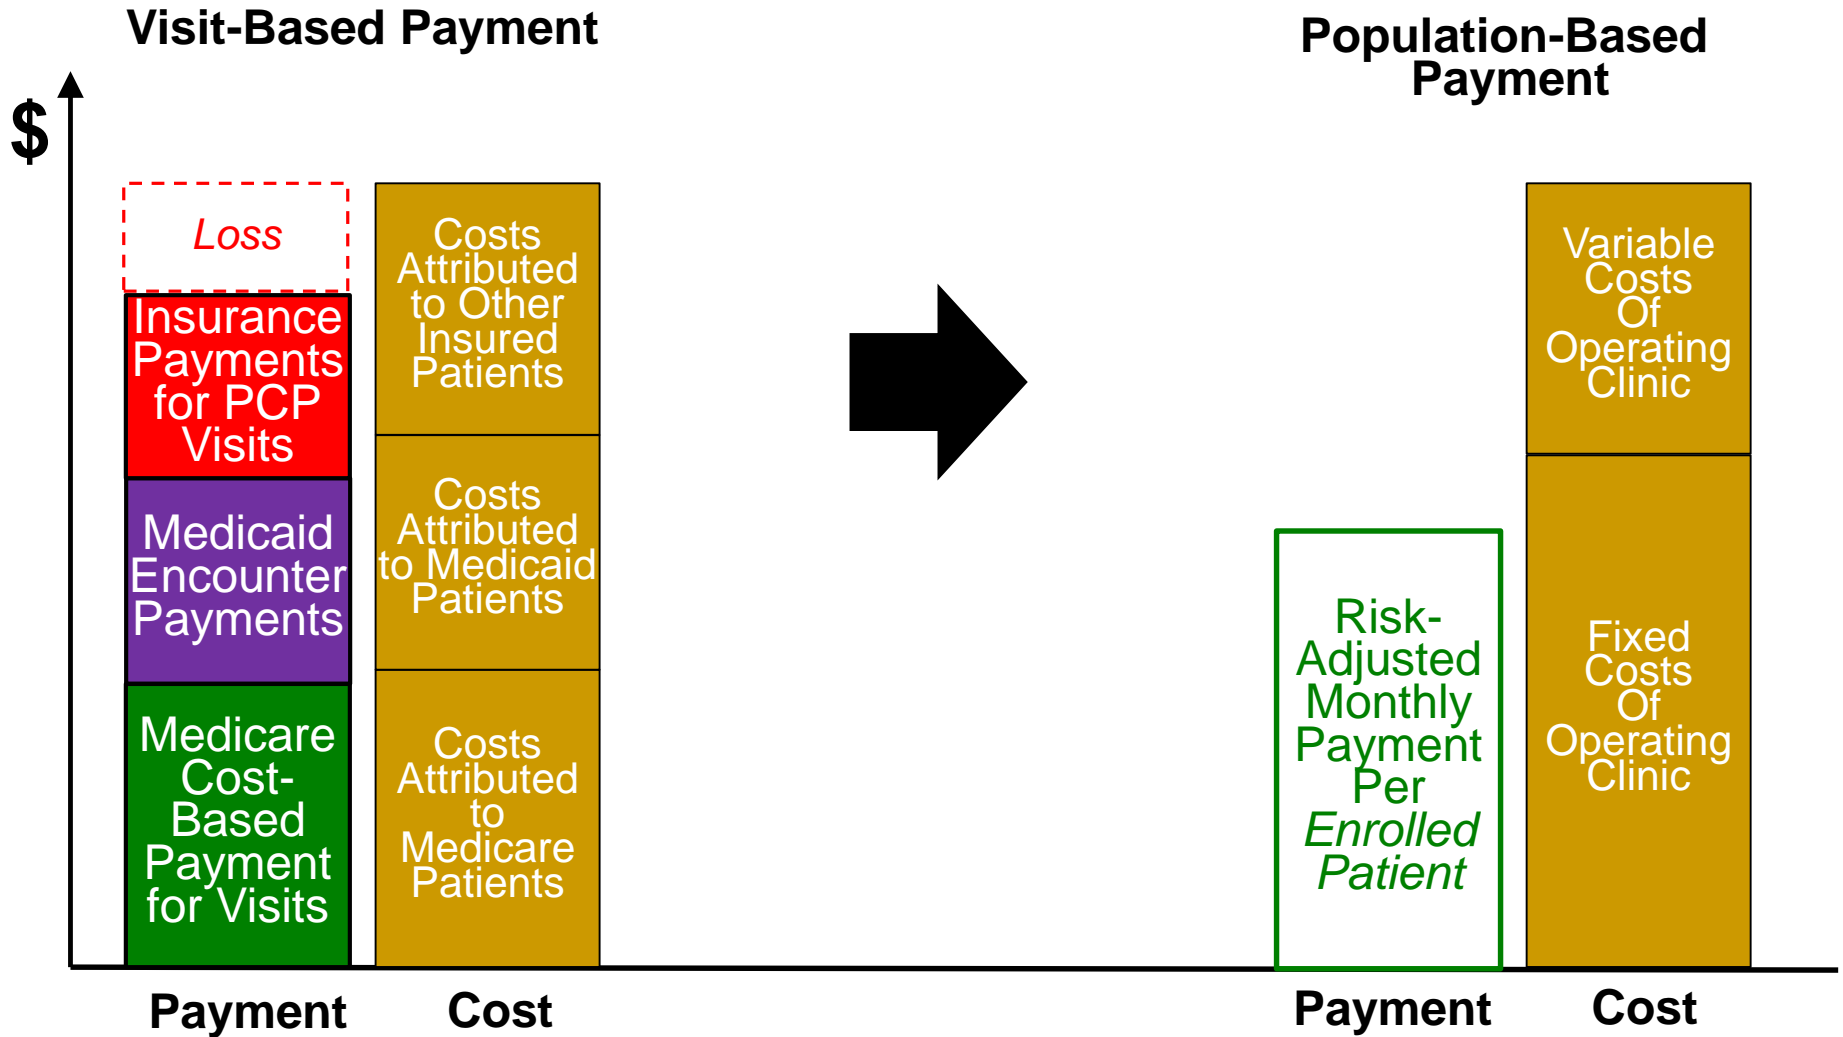 Visit-Based Payment
Population-Based
Payment
$
Loss
Insurance
Payments
for PCP
Visits
Medicaid
Encounter
Payments
Medicare
Cost-
Based
Payment
for Visits
Costs
Attributed
to Other
Insured
Patients
Costs
Attributed
to Medicaid
Patients
Costs
Attributed
to
Medicare
Patients
Risk-
Adjusted
Monthly
Payment
Per
Enrolled
Patient
Variable
Costs
Of
Operating
Clinic
Fixed
Costs
Of
Operating
Clinic
Payment
Cost
Payment
Cost